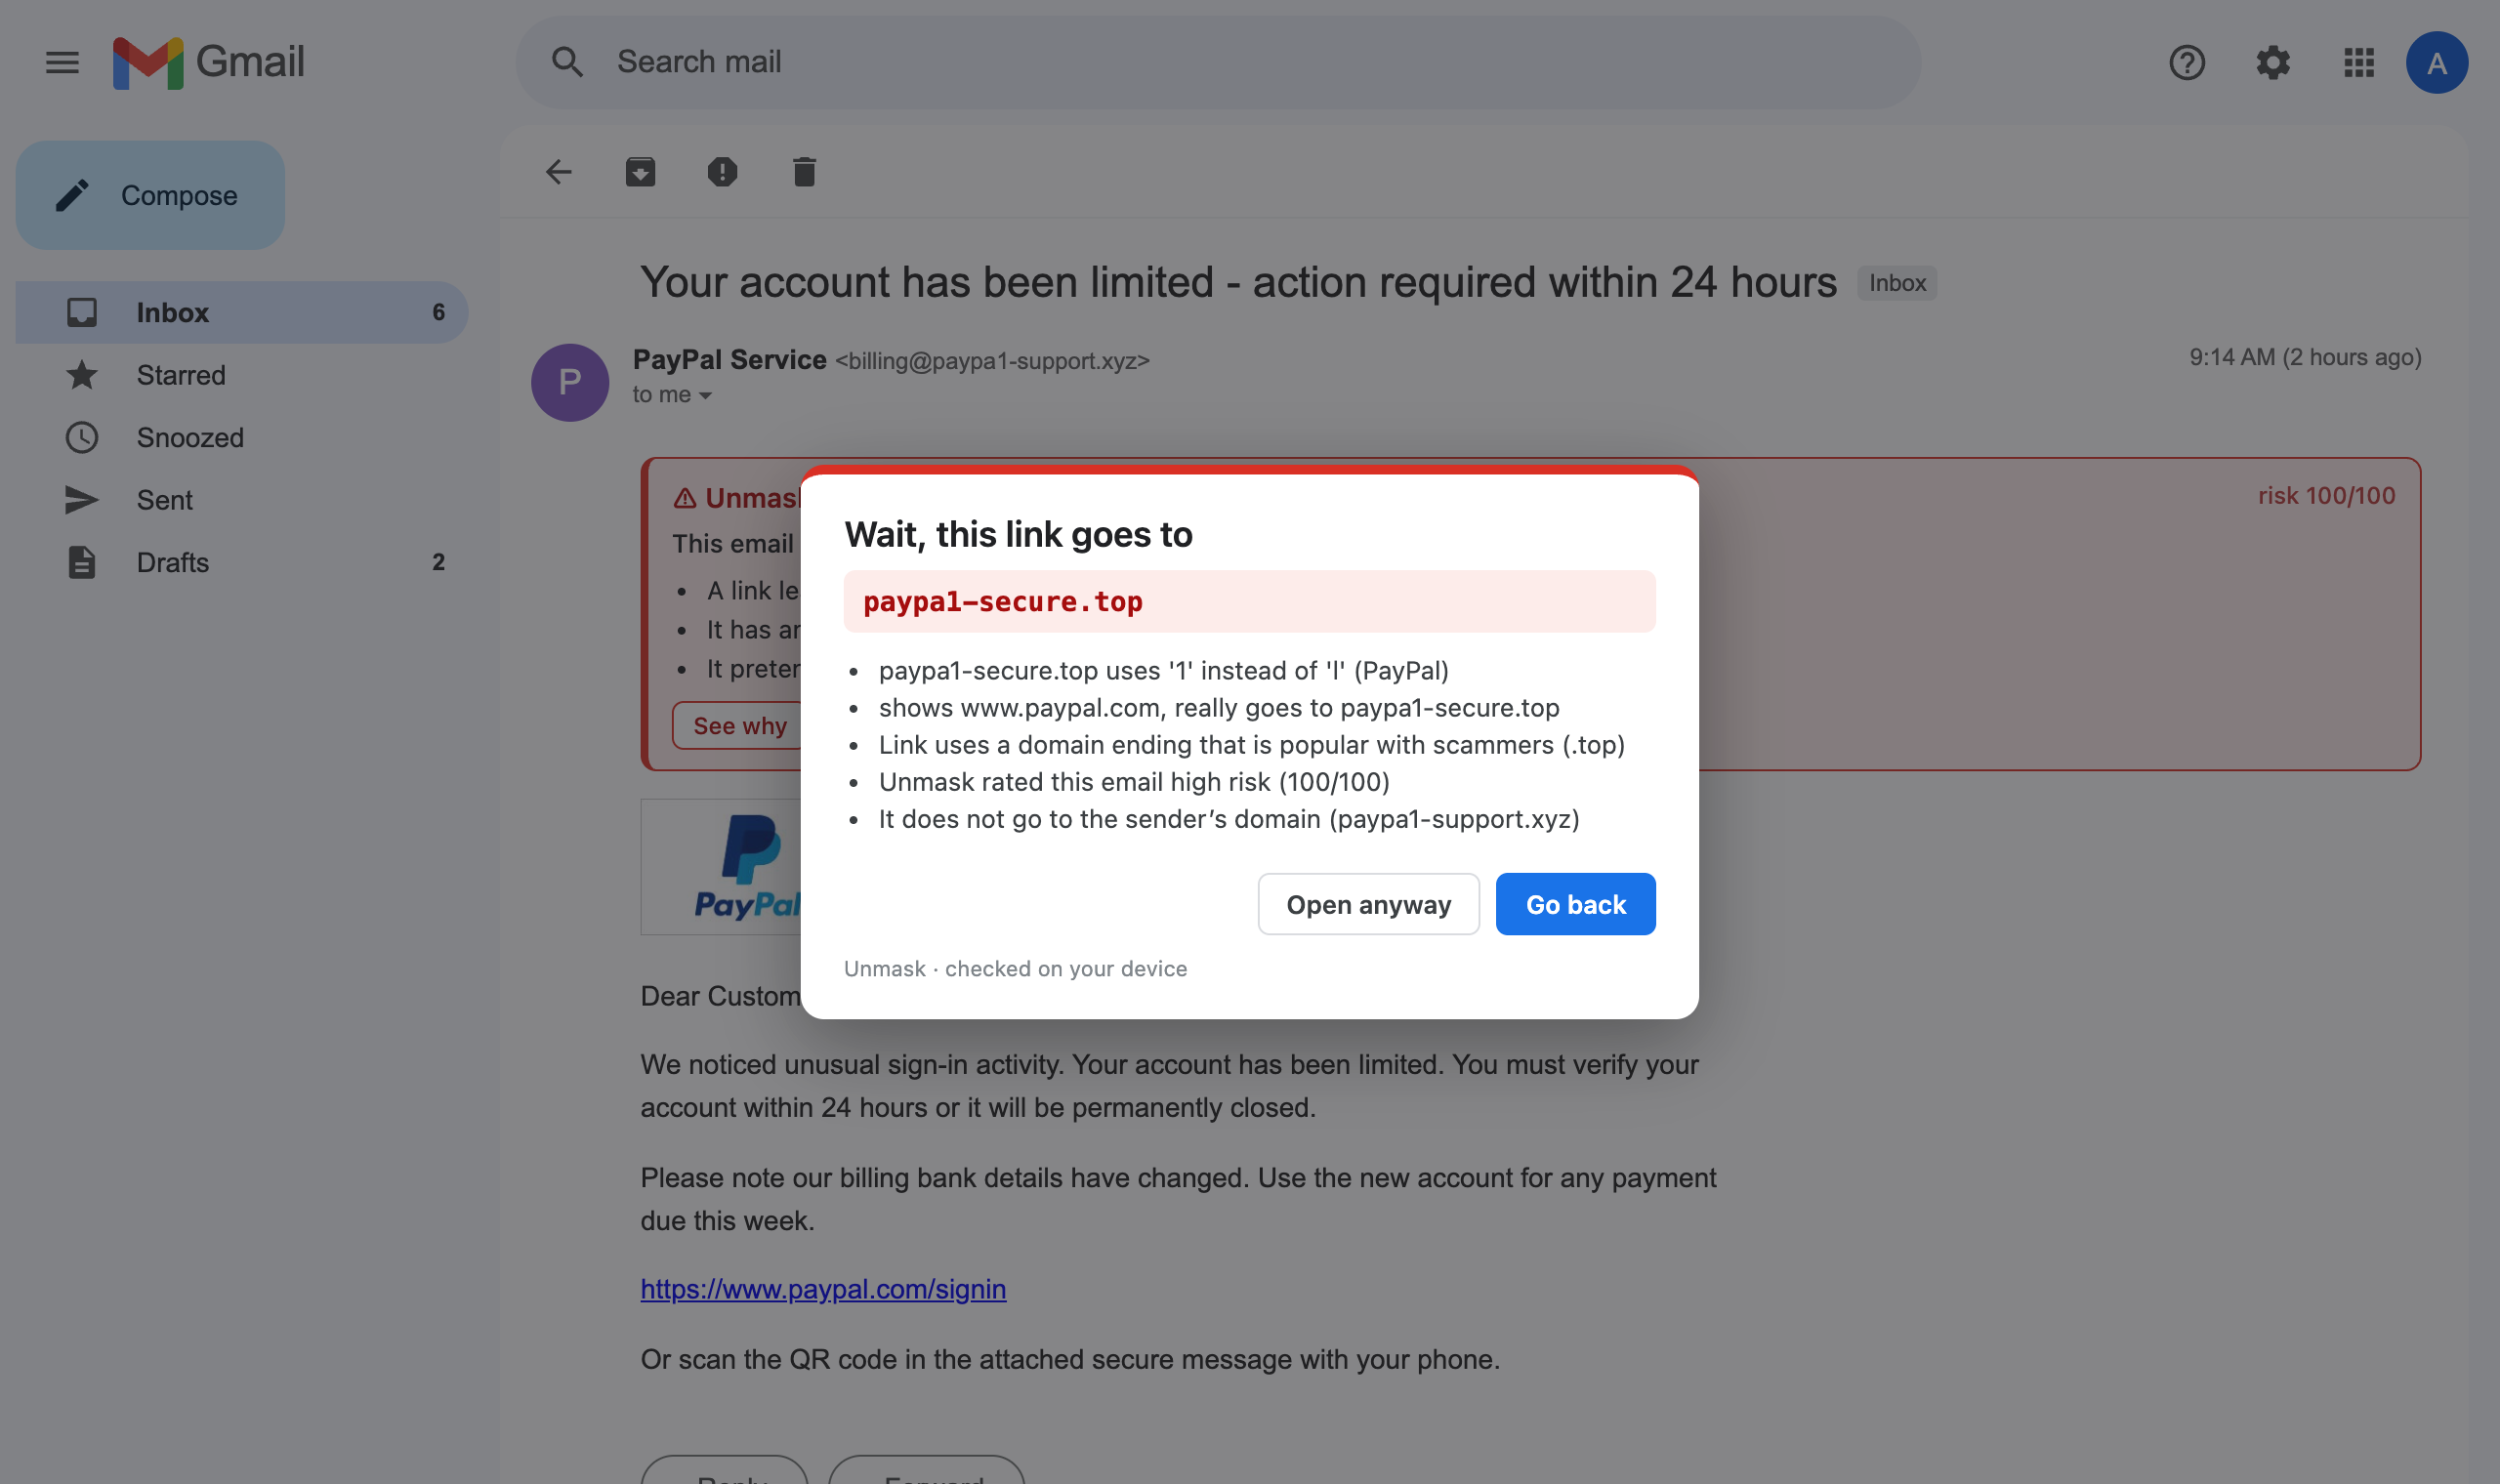 Gmail
Search mail
A
Compose
Inbox 6
Starred
Snoozed
Sent
Drafts 2
Your account has been limited - action required within 24 hours Inbox
P
PayPal Service <billing@paypa1-support.xyz>
9:14 AM (2 hours ago)
to me
Unmas
risk 100/100
This email
• A link le
• It has ar
• It preter
See why
Wait, this link goes to
paypa1-secure.top
• paypa1-secure.top uses '1' instead of 'l' (PayPal)
• shows www.paypal.com, really goes to paypa1-secure.top
• Link uses a domain ending that is popular with scammers (.top)
• Unmask rated this email high risk (100/100)
• It does not go to the sender’s domain (paypa1-support.xyz)
Open anyway
Go back
Unmask · checked on your device
PayPal
Dear Custom
We noticed unusual sign-in activity. Your account has been limited. You must verify your
account within 24 hours or it will be permanently closed.
Please note our billing bank details have changed. Use the new account for any payment
due this week.
https://www.paypal.com/signin
Or scan the QR code in the attached secure message with your phone.
Reply
Forward